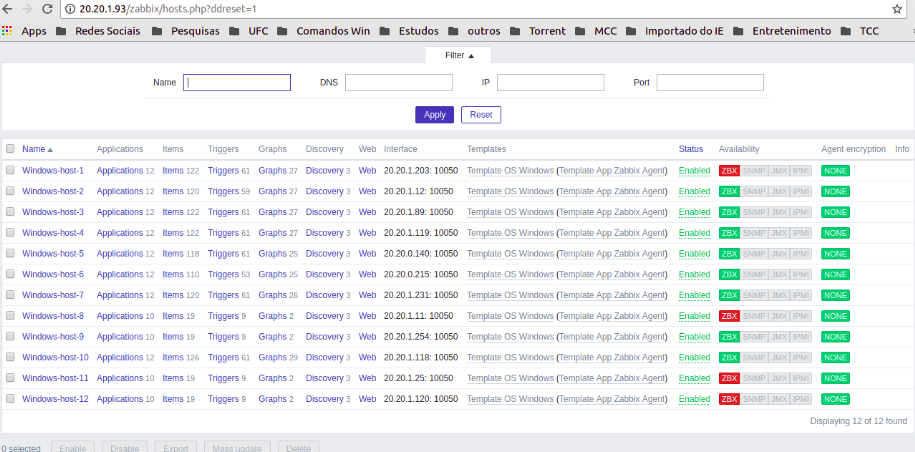 20.20.1.93/zabbix/hosts.php?ddreset=1
Apps Redes Sociais Pesquisas UFC Comandos Win Estudos outros Torrent MCC Importado do IE Entretenimento TCC
Filter ▲
Name DNS IP Port
Apply Reset
Name ▲ Applications Items Triggers Graphs Discovery Web Interface Templates Status Availability Agent encryption Info
Windows-host-1 Applications 12 Items 122 Triggers 61 Graphs 27 Discovery 3 Web 20.20.1.203: 10050 Template OS Windows (Template App Zabbix Agent) Enabled ZBX SNMP JMX IPMI NONE
Windows-host-2 Applications 12 Items 120 Triggers 59 Graphs 27 Discovery 3 Web 20.20.1.12: 10050 Template OS Windows (Template App Zabbix Agent) Enabled ZBX SNMP JMX IPMI NONE
Windows-host-3 Applications 12 Items 122 Triggers 61 Graphs 27 Discovery 3 Web 20.20.1.89: 10050 Template OS Windows (Template App Zabbix Agent) Enabled ZBX SNMP JMX IPMI NONE
Windows-host-4 Applications 12 Items 122 Triggers 61 Graphs 27 Discovery 3 Web 20.20.1.119: 10050 Template OS Windows (Template App Zabbix Agent) Enabled ZBX SNMP JMX IPMI NONE
Windows-host-5 Applications 12 Items 118 Triggers 61 Graphs 25 Discovery 3 Web 20.20.0.140: 10050 Template OS Windows (Template App Zabbix Agent) Enabled ZBX SNMP JMX IPMI NONE
Windows-host-6 Applications 12 Items 110 Triggers 53 Graphs 25 Discovery 3 Web 20.20.0.215: 10050 Template OS Windows (Template App Zabbix Agent) Enabled ZBX SNMP JMX IPMI NONE
Windows-host-7 Applications 12 Items 120 Triggers 61 Graphs 26 Discovery 3 Web 20.20.1.231: 10050 Template OS Windows (Template App Zabbix Agent) Enabled ZBX SNMP JMX IPMI NONE
Windows-host-8 Applications 10 Items 19 Triggers 9 Graphs 2 Discovery 3 Web 20.20.1.11: 10050 Template OS Windows (Template App Zabbix Agent) Enabled ZBX SNMP JMX IPMI NONE
Windows-host-9 Applications 10 Items 19 Triggers 9 Graphs 2 Discovery 3 Web 20.20.1.254: 10050 Template OS Windows (Template App Zabbix Agent) Enabled ZBX SNMP JMX IPMI NONE
Windows-host-10 Applications 12 Items 126 Triggers 61 Graphs 29 Discovery 3 Web 20.20.1.118: 10050 Template OS Windows (Template App Zabbix Agent) Enabled ZBX SNMP JMX IPMI NONE
Windows-host-11 Applications 10 Items 19 Triggers 9 Graphs 2 Discovery 3 Web 20.20.1.25: 10050 Template OS Windows (Template App Zabbix Agent) Enabled ZBX SNMP JMX IPMI NONE
Windows-host-12 Applications 10 Items 19 Triggers 9 Graphs 2 Discovery 3 Web 20.20.1.120: 10050 Template OS Windows (Template App Zabbix Agent) Enabled ZBX SNMP JMX IPMI NONE
Displaying 12 of 12 found
0 selected Enable Disable Export Mass update Delete